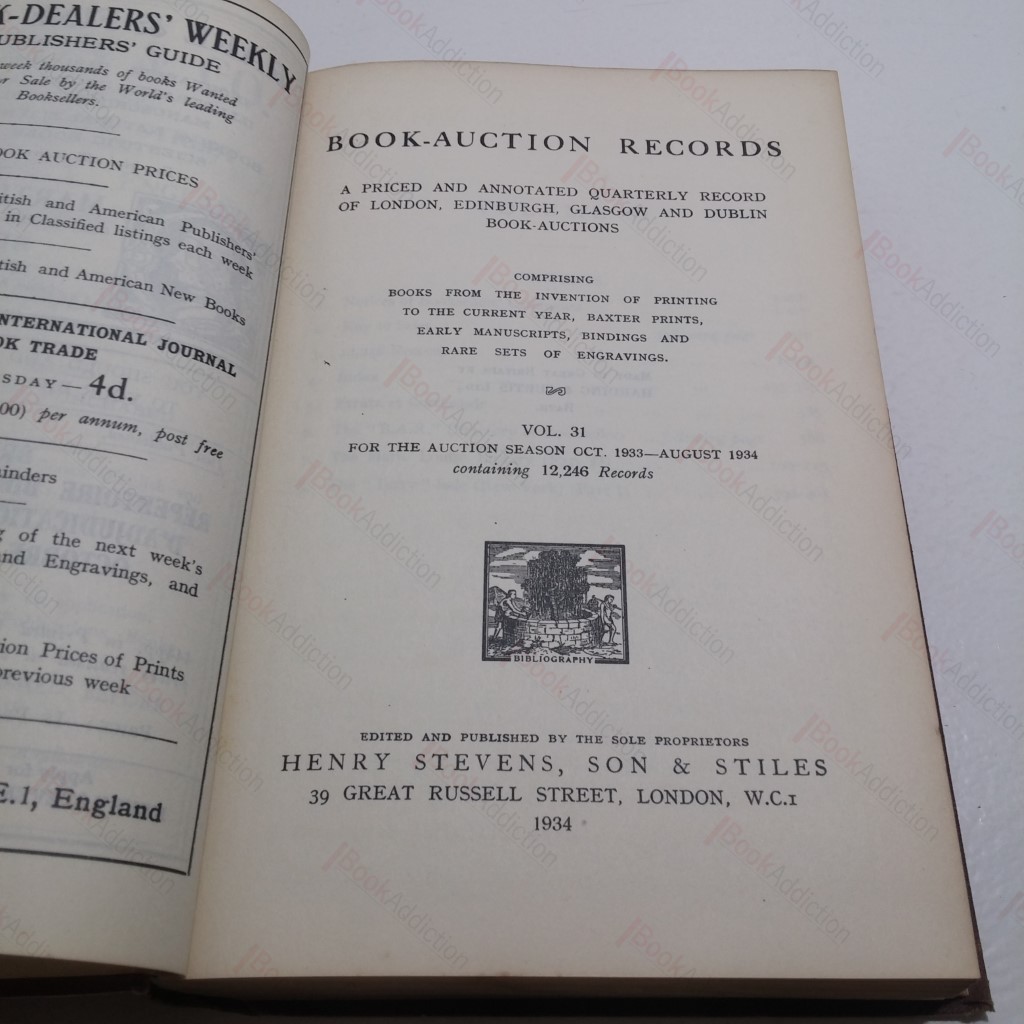 K-DEALERS' WEEKLY
PUBLISHERS' GUIDE
week thousands of books Wanted
or Sale by the World's leading
Booksellers.
OOK AUCTION PRICES
itish and American Publishers'
in Classified listings each week
tish and American New Books
NTERNATIONAL JOURNAL
OK TRADE
SDAY — 4d.
00) per annum, post free
ainders
g of the next week's
and Engravings, and
ion Prices of Prints
previous week
E.1, England
BOOK-AUCTION RECORDS
A PRICED AND ANNOTATED QUARTERLY RECORD
OF LONDON, EDINBURGH, GLASGOW AND DUBLIN
BOOK-AUCTIONS
COMPRISING
BOOKS FROM THE INVENTION OF PRINTING
TO THE CURRENT YEAR, BAXTER PRINTS,
EARLY MANUSCRIPTS, BINDINGS AND
RARE SETS OF ENGRAVINGS.
VOL. 31
FOR THE AUCTION SEASON OCT. 1933—AUGUST 1934
containing 12,246 Records
BIBLIOGRAPHY
EDITED AND PUBLISHED BY THE SOLE PROPRIETORS
HENRY STEVENS, SON & STILES
39 GREAT RUSSELL STREET, LONDON, W.C.1
1934
BookAddiction